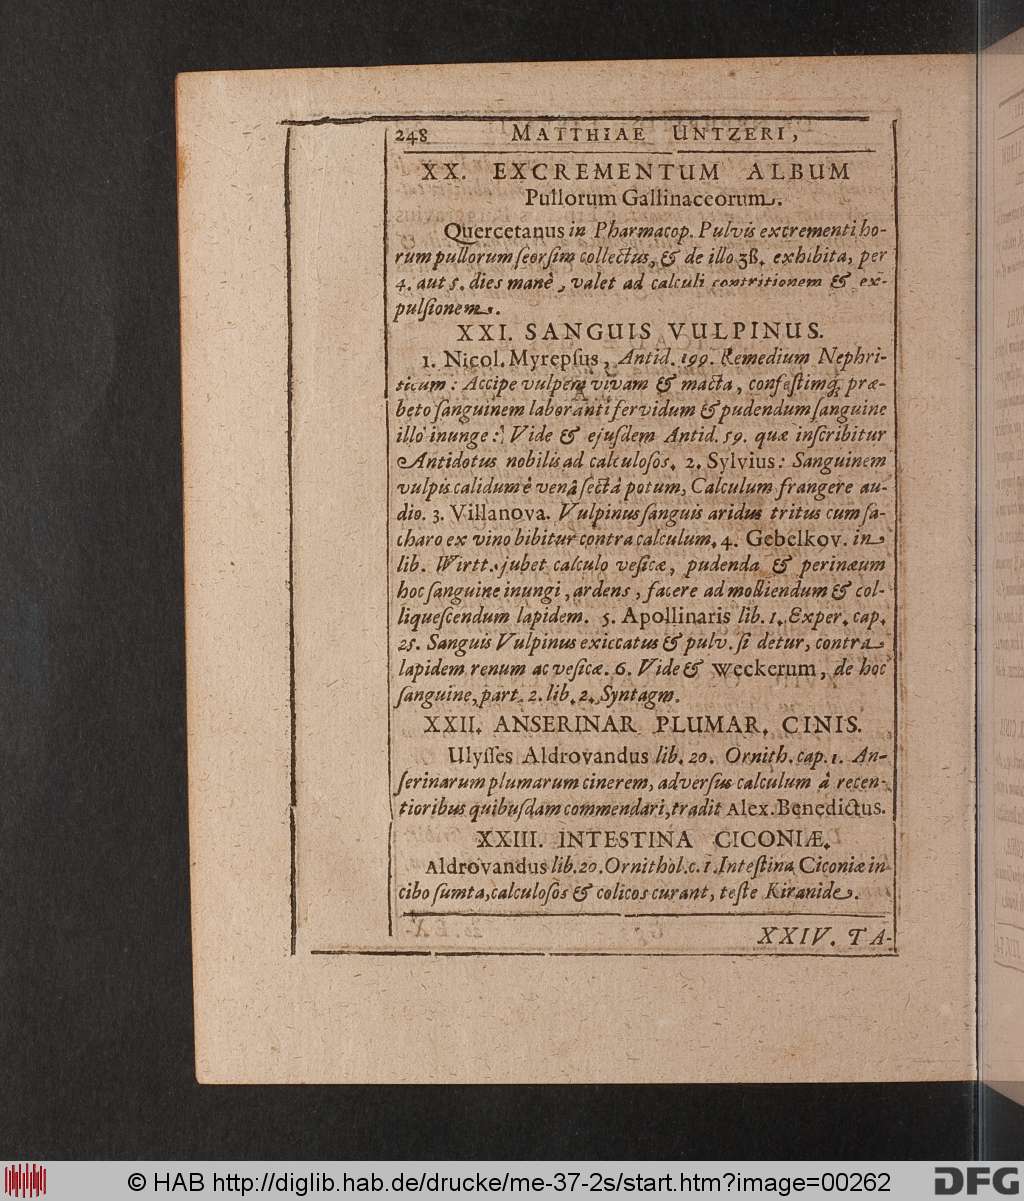 248 MATTHIAE UNTZERI,
XX. EXCREMENTUM ALBUM
Pullorum Gallinaceorum.
Quercetanus in Pharmacop. Pulvis excrementi ho-
rum pullorum ſeorſim collectus, & de illo ʒß. exhibita, per
4. aut 5. dies manè, valet ad calculi contritionem & ex-
pulſionem.
XXI. SANGUIS VULPINUS.
1. Nicol. Myrepſus, Antid. 199. Remedium Nephri-
ticum: Accipe vulpem vivam & macta, confeſtimq; præ-
beto ſanguinem laboranti fervidum & pudendum ſanguine
illo inunge: Vide & ejuſdem Antid. 59. quæ inſcribitur
Antidotus nobilis ad calculoſos. 2. Sylvius: Sanguinem
vulpis calidum è venâ ſectâ potum, Calculum frangere au-
dio. 3. Villanova. Vulpinus ſanguis aridus tritus cum ſa-
charo ex vino bibitur contra calculum. 4. Gebelkov. in
lib. Wirtt. jubet calculo veſicæ, pudenda & perinæum
hoc ſanguine inungi, ardens, facere ad molliendum & col-
liqueſcendum lapidem. 5. Apollinaris lib. 1. Exper. cap.
25. Sanguis Vulpinus exiccatus & pulv. ſi detur, contra
lapidem renum ac veſicæ. 6. Vide & Weckerum, de hoc
ſanguine, part. 2. lib. 2. Syntagm.
XXII. ANSERINAR PLUMAR. CINIS.
Ulyſſes Aldrovandus lib. 20. Ornith. cap. 1. An-
ſerinarum plumarum cinerem, adverſus calculum à recen-
tioribus quibuſdam commendari, tradit Alex. Benedictus.
XXIII. INTESTINA CICONIÆ.
Aldrovandus lib. 20. Ornithol. c. 1. Inteſtina Ciconiæ in
cibo ſumta, calculoſos & colicos curant, teſte Kiranide.
XXIV. TA-
© HAB http://diglib.hab.de/drucke/me-37-2s/start.htm?image=00262
DFG